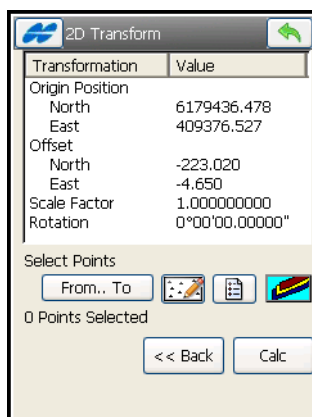 2D Transform
Transformation Value
Origin Position
North 6179436.478
East 409376.527
Offset
North -223.020
East -4.650
Scale Factor 1.000000000
Rotation 0°00'00.00000"
Select Points
From.. To
0 Points Selected
<< Back Calc